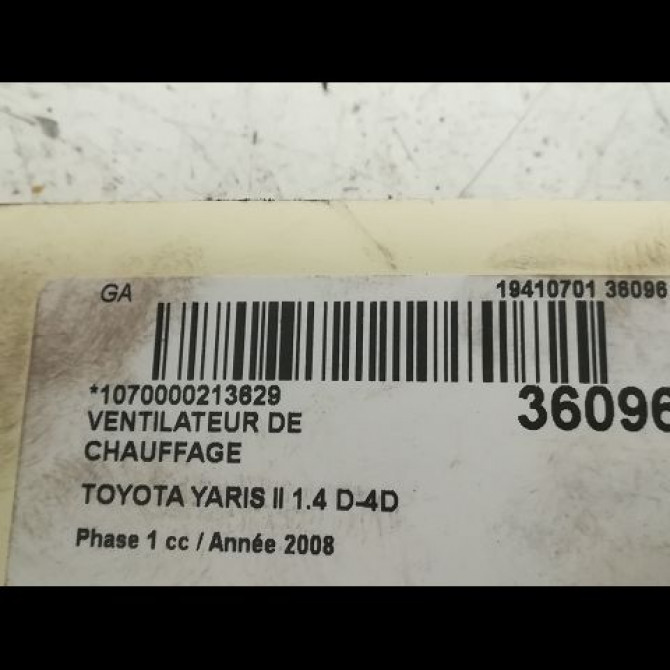 GA
19410701 36096
*1070000213629
36096
VENTILATEUR DE
CHAUFFAGE
TOYOTA YARIS II 1.4 D-4D
Phase 1 cc / Année 2008